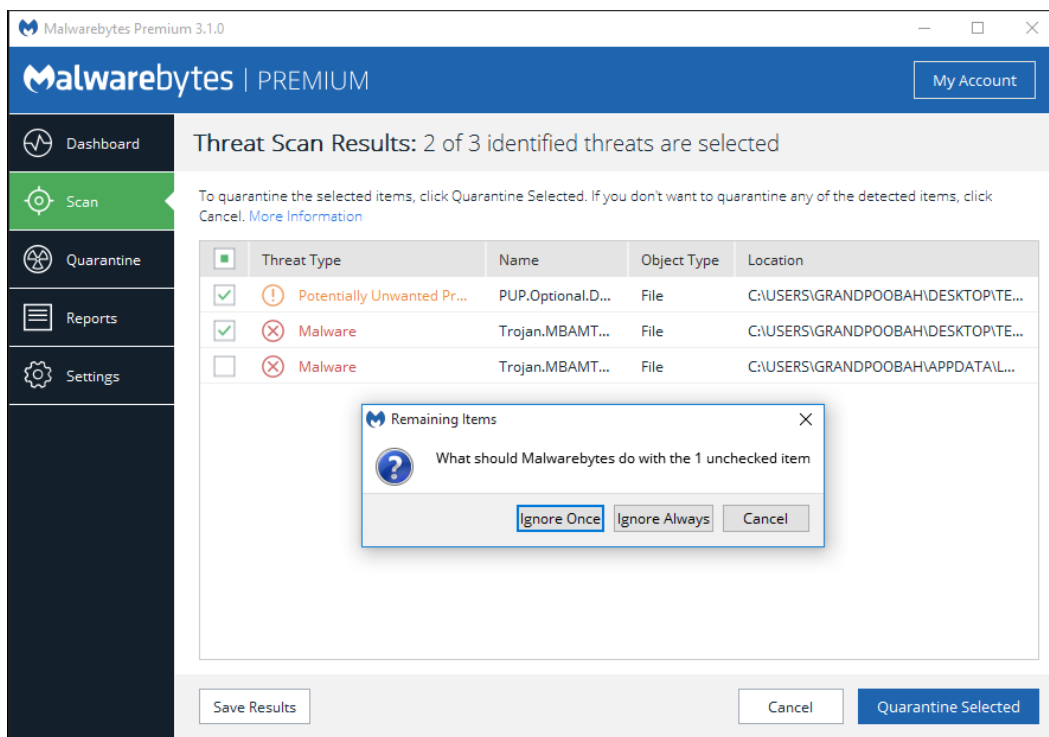 Malwarebytes Premium 3.1.0
Malwarebytes | PREMIUM
My Account
Dashboard
Scan
Quarantine
Reports
Settings
Threat Scan Results: 2 of 3 identified threats are selected
To quarantine the selected items, click Quarantine Selected. If you don't want to quarantine any of the detected items, click
Cancel. More Information
Threat Type Name Object Type Location
Potentially Unwanted Pr... PUP.Optional.D... File C:\USERS\GRANDPOOBAH\DESKTOP\TE...
Malware Trojan.MBAMT... File C:\USERS\GRANDPOOBAH\DESKTOP\TE...
Malware Trojan.MBAMT... File C:\USERS\GRANDPOOBAH\APPDATA\L...
Remaining Items
What should Malwarebytes do with the 1 unchecked item
Ignore Once Ignore Always Cancel
Save Results Cancel Quarantine Selected